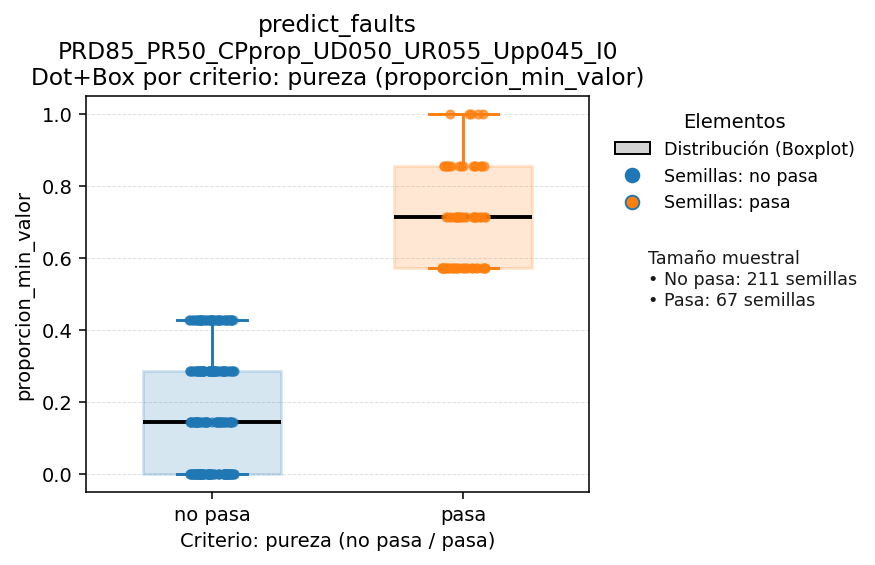 predict_faults
PRD85_PR50_CPprop_UD050_UR055_Upp045_I0
Dot+Box por criterio: pureza (proporcion_min_valor)
1.0
0.8
0.6
0.4
0.2
0.0
proporcion_min_valor
no pasa
pasa
Criterio: pureza (no pasa / pasa)
Elementos
Distribución (Boxplot)
Semillas: no pasa
Semillas: pasa
Tamaño muestral
• No pasa: 211 semillas
• Pasa: 67 semillas